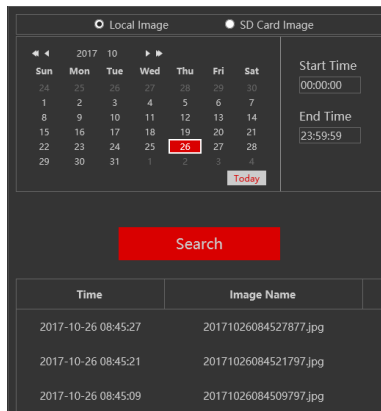 Local Image SD Card Image
2017 10
Sun Mon Tue Wed Thu Fri Sat
24 25 26 27 28 29 30
1 2 3 4 5 6 7
8 9 10 11 12 13 14
15 16 17 18 19 20 21
22 23 24 25 26 27 28
29 30 31 1 2 3 4
Today
Start Time
00:00:00
End Time
23:59:59
Search
Time Image Name
2017-10-26 08:45:27 20171026084527877.jpg
2017-10-26 08:45:21 20171026084521797.jpg
2017-10-26 08:45:09 20171026084509797.jpg